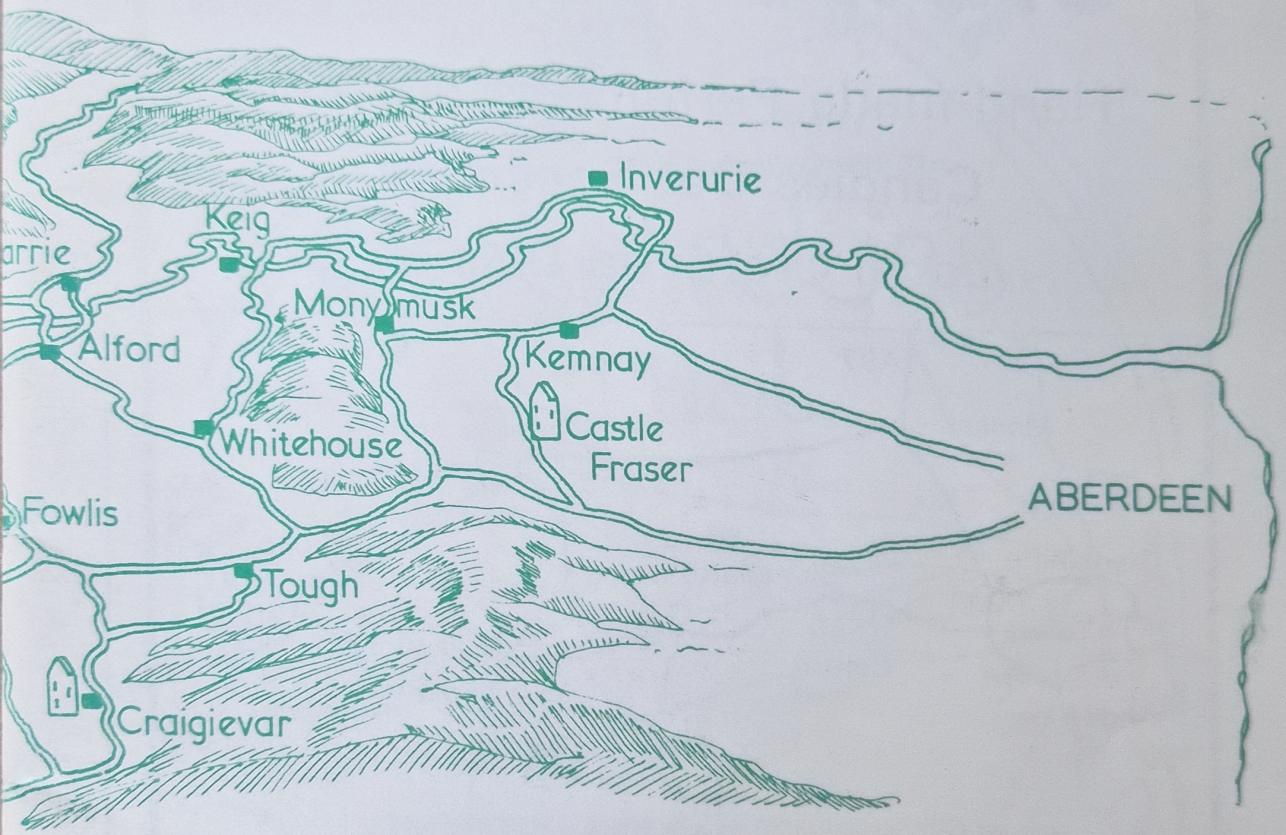 Inverurie
Keig
arrie
Monymusk
Alford
Kemnay
Castle
Fraser
Whitehouse
ABERDEEN
Fowlis
Tough
Craigievar